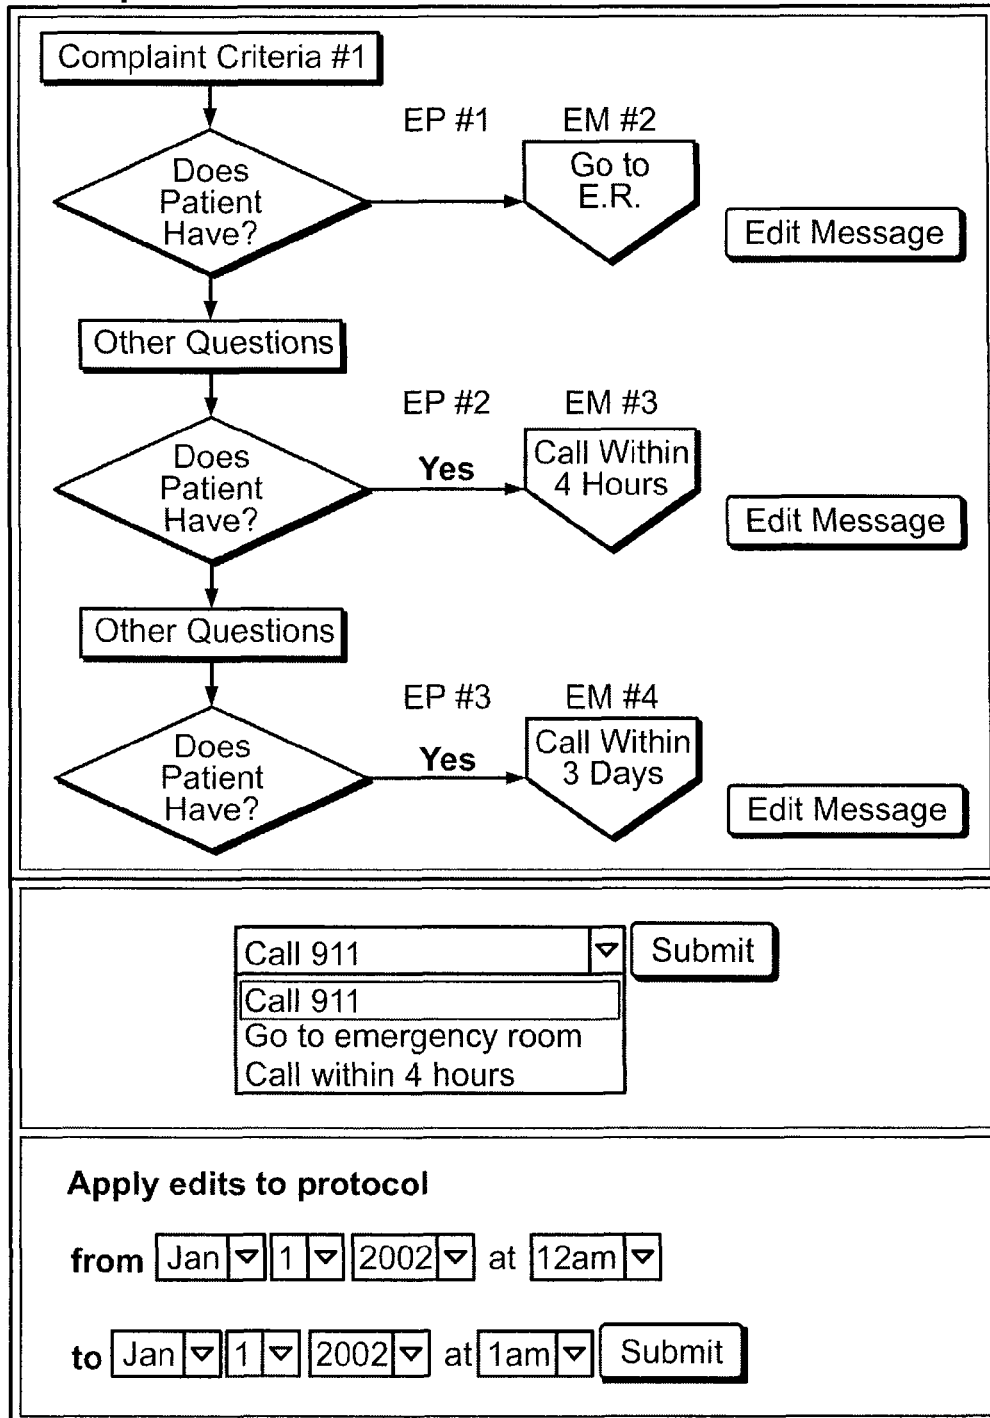 Complaint Criteria #1
EP #1 EM #2
Does
Patient
Have?
Go to
E.R.
Edit Message
Other Questions
EP #2 EM #3
Does
Patient
Have?
Yes
Call Within
4 Hours
Edit Message
Other Questions
EP #3 EM #4
Does
Patient
Have?
Yes
Call Within
3 Days
Edit Message
Call 911 Submit
Call 911
Go to emergency room
Call within 4 hours
Apply edits to protocol
from Jan 1 2002 at 12am
to Jan 1 2002 at 1am Submit